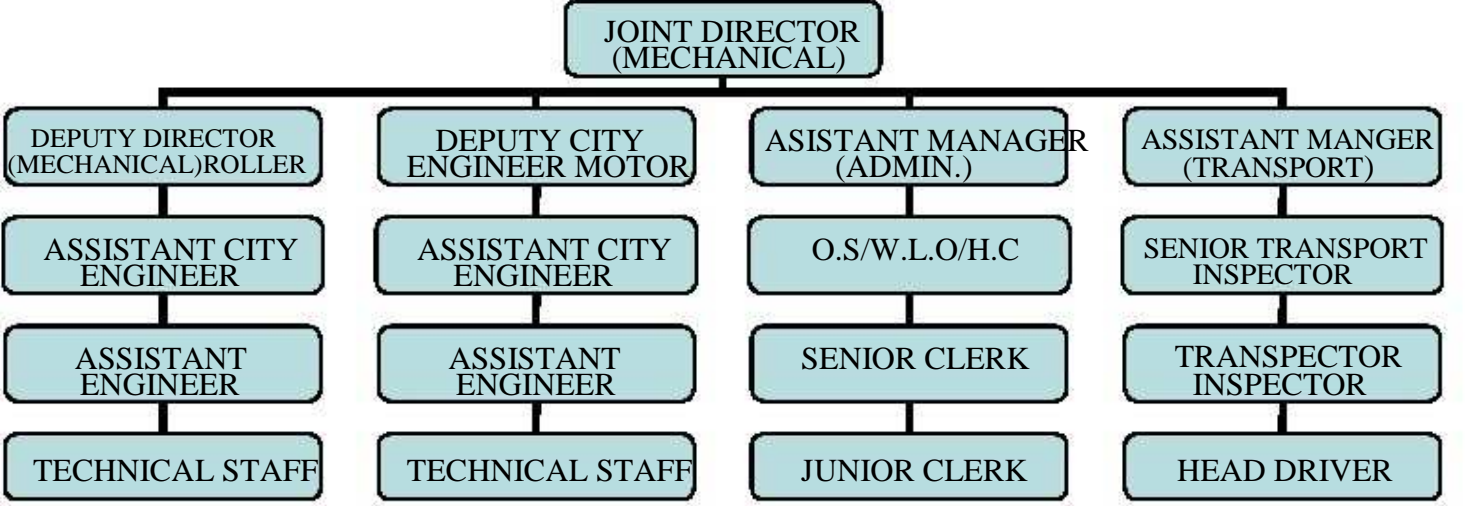 JOINT DIRECTOR
(MECHANICAL)
DEPUTY DIRECTOR
(MECHANICAL)ROLLER
DEPUTY CITY
ENGINEER MOTOR
ASISTANT MANAGER
(ADMIN.)
ASSISTANT MANGER
(TRANSPORT)
ASSISTANT CITY
ENGINEER
ASSISTANT CITY
ENGINEER
O.S/W.L.O/H.C
SENIOR TRANSPORT
INSPECTOR
ASSISTANT
ENGINEER
ASSISTANT
ENGINEER
SENIOR CLERK
TRANSPECTOR
INSPECTOR
TECHNICAL STAFF
TECHNICAL STAFF
JUNIOR CLERK
HEAD DRIVER